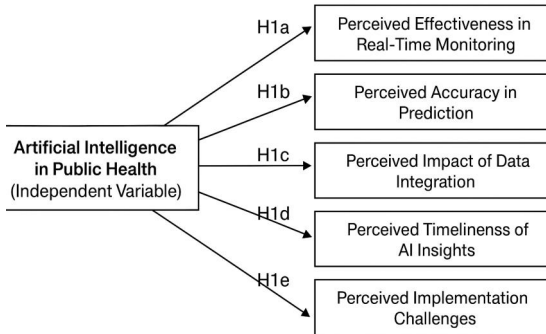 H1a
Perceived Effectiveness in
Real-Time Monitoring
H1b
Perceived Accuracy in
Prediction
Artificial Intelligence
in Public Health
(Independent Variable)
H1c
Perceived Impact of Data
Integration
H1d
Perceived Timelinenss of
AI Insights
H1e
Perceived Implementation
Challenges